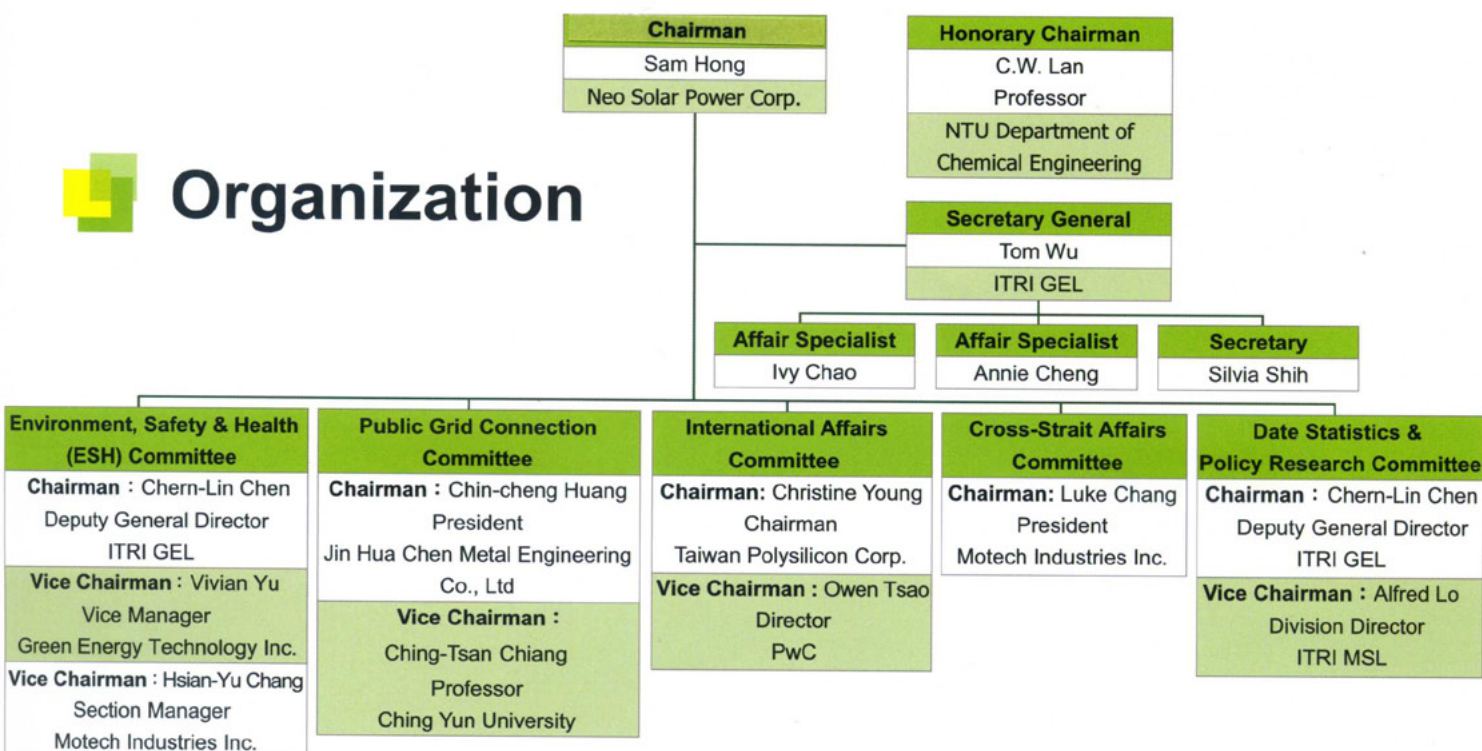 Chairman
Sam Hong
Neo Solar Power Corp.
Honorary Chairman
C.W. Lan
Professor
NTU Department of
Chemical Engineering
Organization
Secretary General
Tom Wu
ITRI GEL
Affair Specialist
Ivy Chao
Affair Specialist
Annie Cheng
Secretary
Silvia Shih
Environment, Safety & Health
(ESH) Committee
Chairman：Chern-Lin Chen
Deputy General Director
ITRI GEL
Vice Chairman：Vivian Yu
Vice Manager
Green Energy Technology Inc.
Vice Chairman：Hsian-Yu Chang
Section Manager
Motech Industries Inc.
Public Grid Connection
Committee
Chairman：Chin-cheng Huang
President
Jin Hua Chen Metal Engineering
Co., Ltd
Vice Chairman：
Ching-Tsan Chiang
Professor
Ching Yun University
International Affairs
Committee
Chairman: Christine Young
Chairman
Taiwan Polysilicon Corp.
Vice Chairman : Owen Tsao
Director
PwC
Cross-Strait Affairs
Committee
Chairman: Luke Chang
President
Motech Industries Inc.
Date Statistics &
Policy Research Committee
Chairman：Chern-Lin Chen
Deputy General Director
ITRI GEL
Vice Chairman：Alfred Lo
Division Director
ITRI MSL